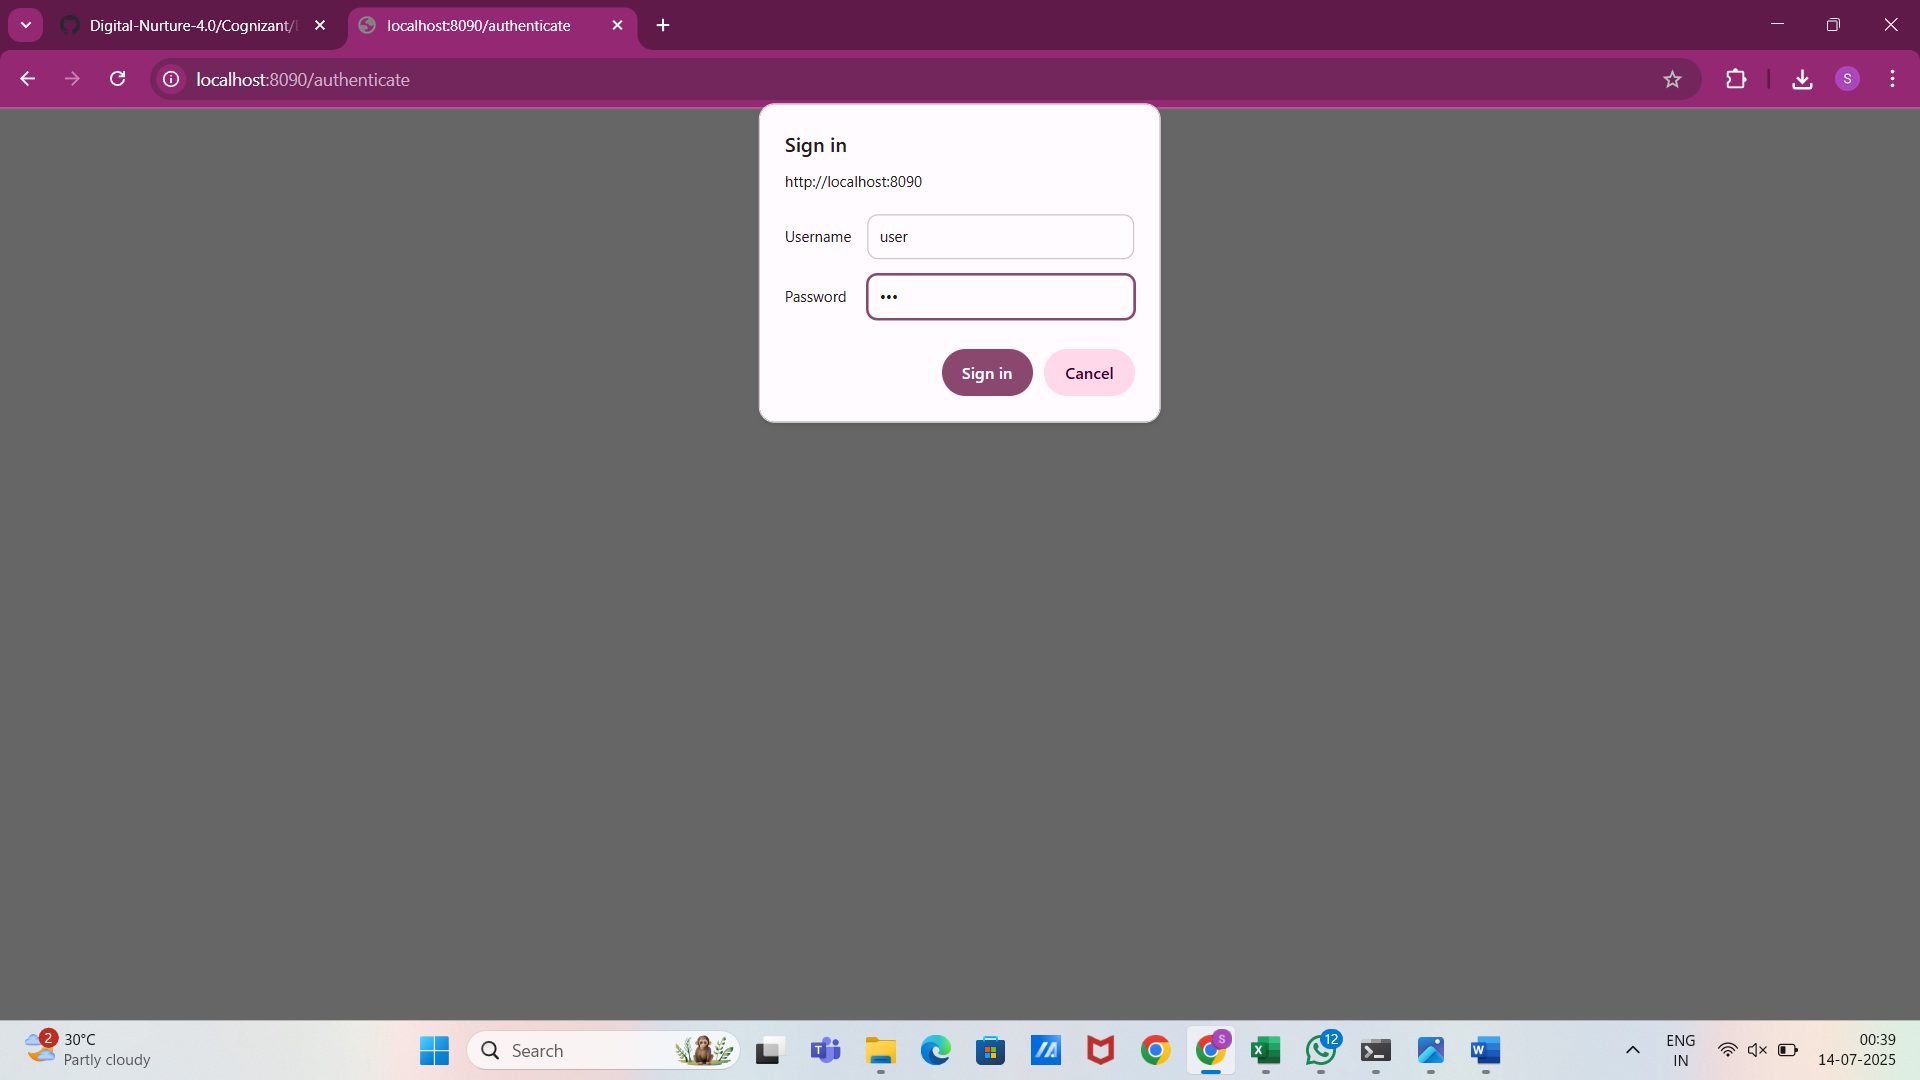 Digital-Nurture-4.0/Cognizant/
localhost:8090/authenticate
localhost:8090/authenticate
S
Sign in
http://localhost:8090
Username
user
Password
•••
Sign in
Cancel
2
30°C
Partly cloudy
Search
T
S
X
12
W
ENG
IN
00:39
14-07-2025